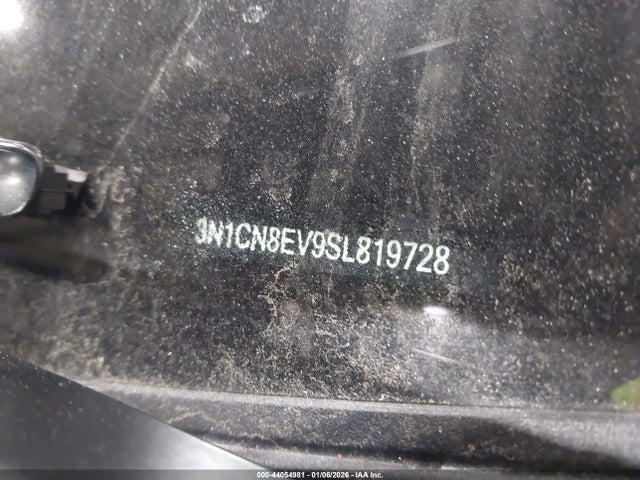 3N1CN8EV9SL819728
000-44054981 - 01/06/2026 - IAA Inc.